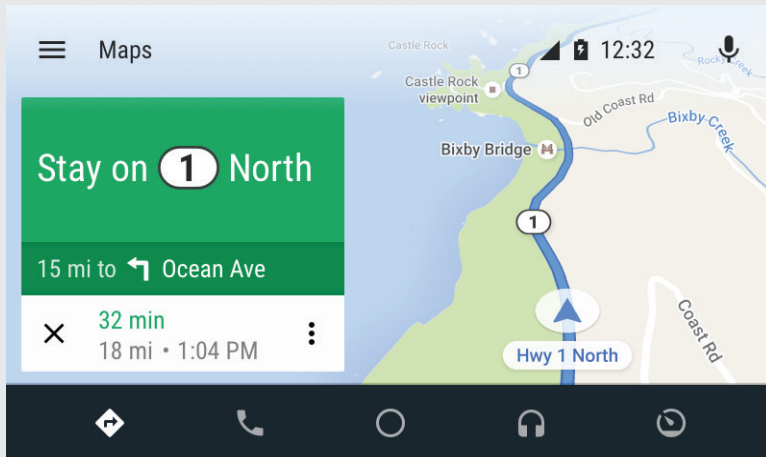 Maps
12:32
Castle Rock
1
Castle Rock
viewpoint
Rocky Creek
Old Coast Rd
Bixby Creek
Bixby Bridge
Stay on 1 North
1
15 mi to Ocean Ave
32 min
18 mi • 1:04 PM
Coast Rd
Hwy 1 North